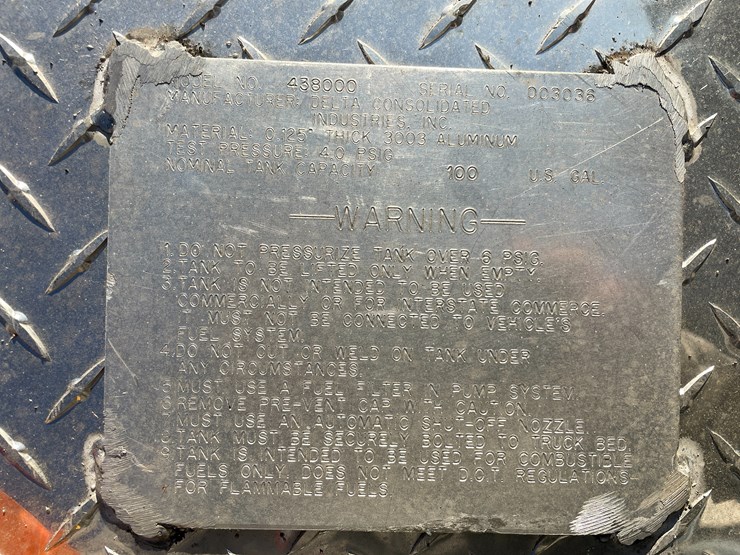 MODEL NO. 438000 SERIAL NO. 003036
MANUFACTURER: DELTA CONSOLIDATED
INDUSTRIES, INC.
MATERIAL: 0.125" THICK 3003 ALUMINUM
TEST PRESSURE: 4.0 PSIG
NOMINAL TANK CAPACITY 100 U.S. GAL.
WARNING
1. DO NOT PRESSURIZE TANK OVER 6 PSIG.
2. TANK TO BE LIFTED ONLY WHEN EMPTY.
3. TANK IS NOT INTENDED TO BE USED
COMMERCIALLY OR FOR INTERSTATE COMMERCE.
MUST NOT BE CONNECTED TO VEHICLE'S
FUEL SYSTEM.
4. DO NOT CUT OR WELD ON TANK UNDER
ANY CIRCUMSTANCES.
5. MUST USE A FUEL FILTER IN PUMP SYSTEM.
6. REMOVE PRE-VENT CAP WITH CAUTION.
MUST USE AN AUTOMATIC SHUT-OFF NOZZLE.
8. TANK MUST BE SECURELY BOLTED TO TRUCK BED.
9. TANK IS INTENDED TO BE USED FOR COMBUSTIBLE
FUELS ONLY. DOES NOT MEET D.O.T. REGULATIONS
FOR FLAMMABLE FUELS